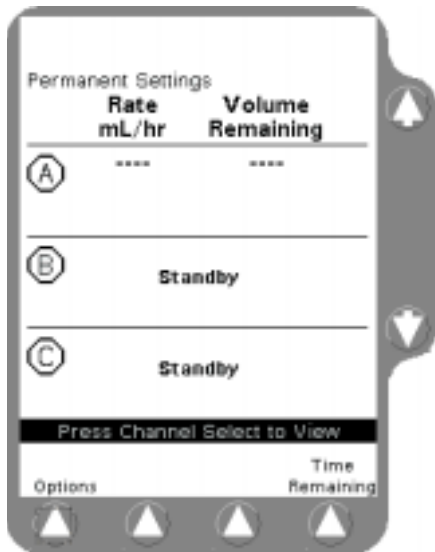 Permanent Settings
Rate Volume
mL/hr Remaining
A ---- ----
B Standby
C Standby
Press Channel Select to View
Time
Options Remaining